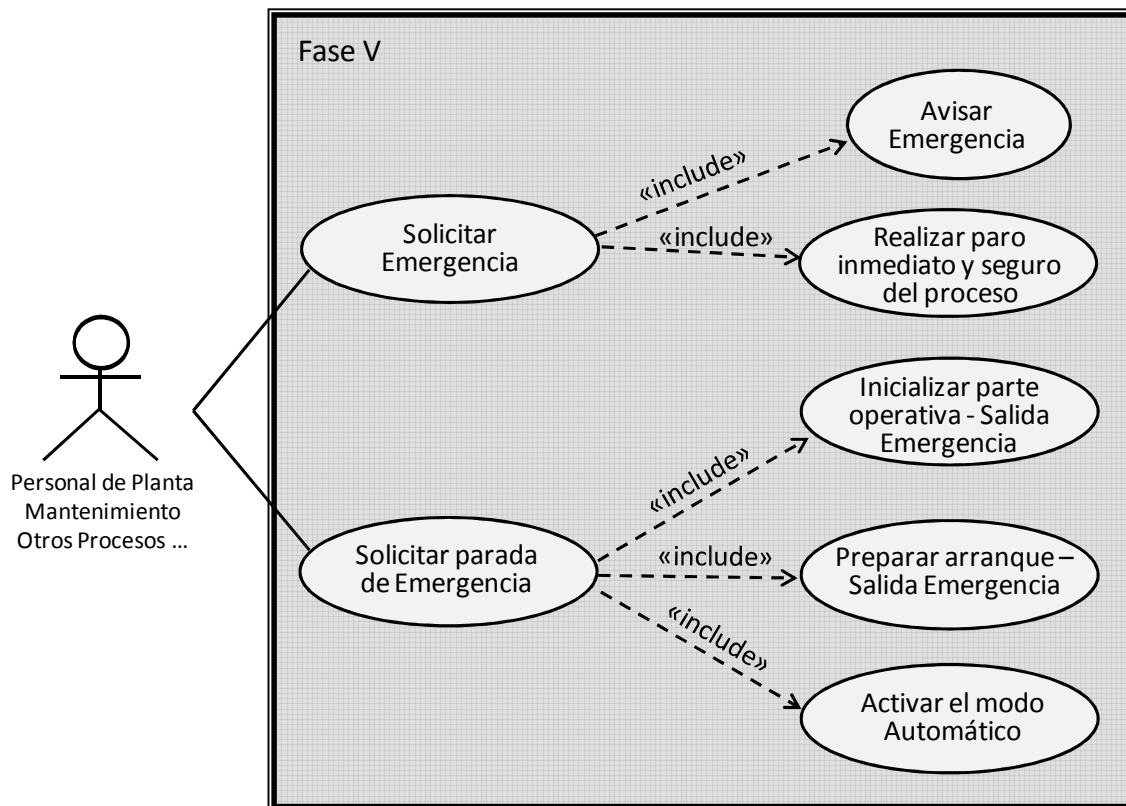 Fase V
Avisar
Emergencia
«include»
Solicitar
Emergencia
«include»
Realizar paro
inmediato y seguro
del proceso
Personal de Planta
Mantenimiento
Otros Procesos ...
Inicializar parte
operativa - Salida
Emergencia
«include»
Solicitar parada
de Emergencia
«include»
Preparar arranque –
Salida Emergencia
«include»
Activar el modo
Automático